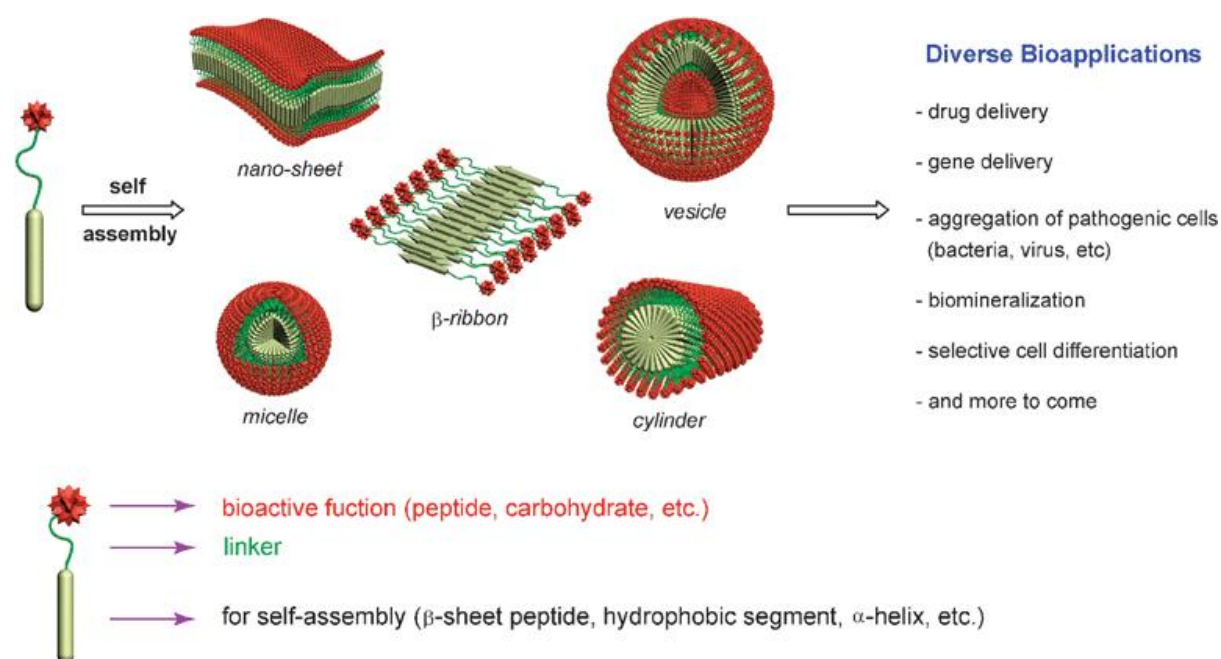 Diverse Bioapplications
- drug delivery
- gene delivery
- aggregation of pathogenic cells
(bacteria, virus, etc)
- biomineralization
- selective cell differentiation
- and more to come
self
assembly
nano-sheet
vesicle
β-ribbon
micelle
cylinder
bioactive fuction (peptide, carbohydrate, etc.)
linker
for self-assembly (β-sheet peptide, hydrophobic segment, α-helix, etc.)